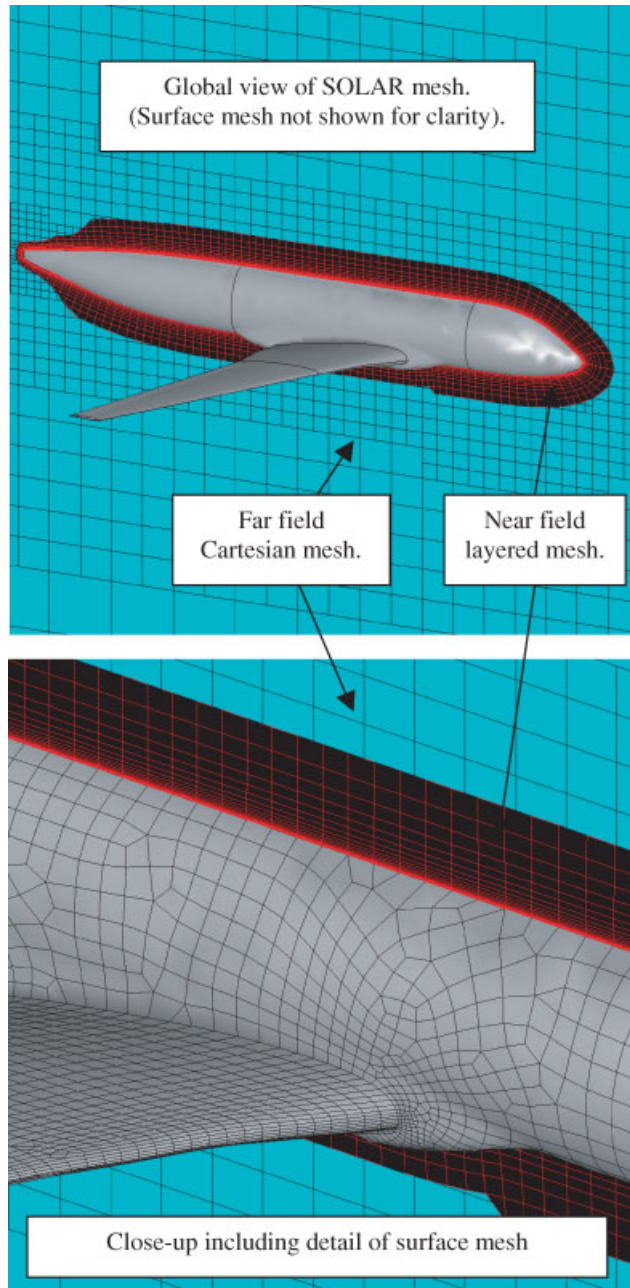 Global view of SOLAR mesh.
(Surface mesh not shown for clarity).
Far field
Cartesian mesh.
Near field
layered mesh.
Close-up including detail of surface mesh